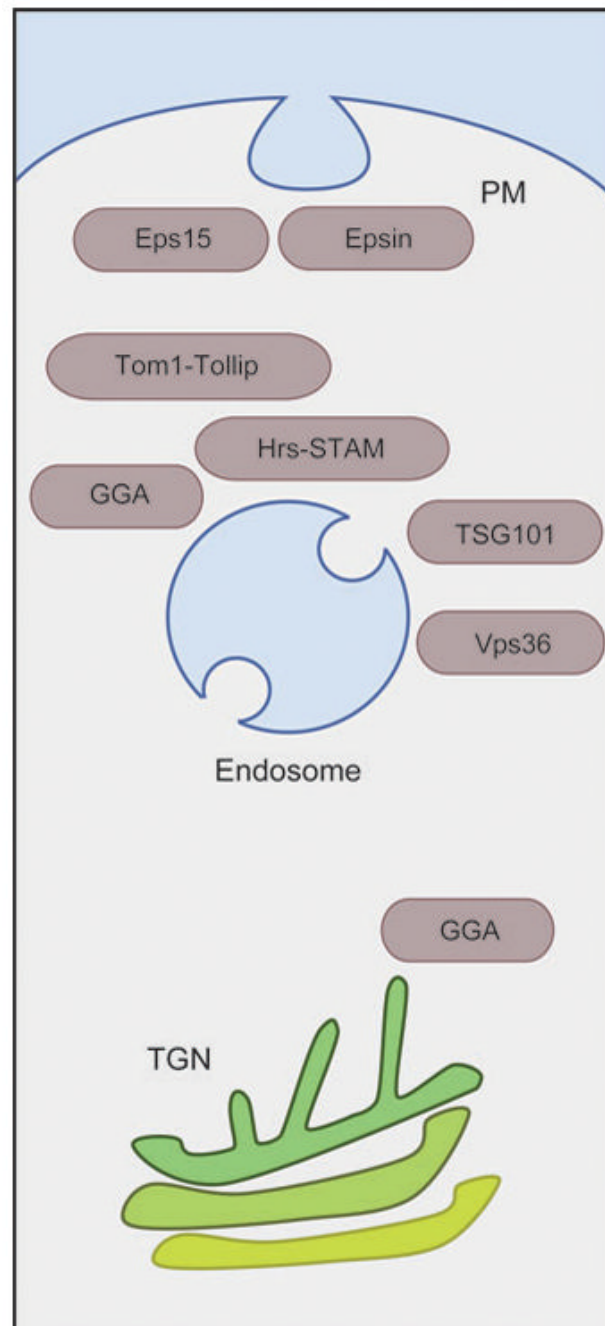 PM
Eps15
Epsin
Tom1-Tollip
Hrs-STAM
GGA
TSG101
Vps36
Endosome
GGA
TGN